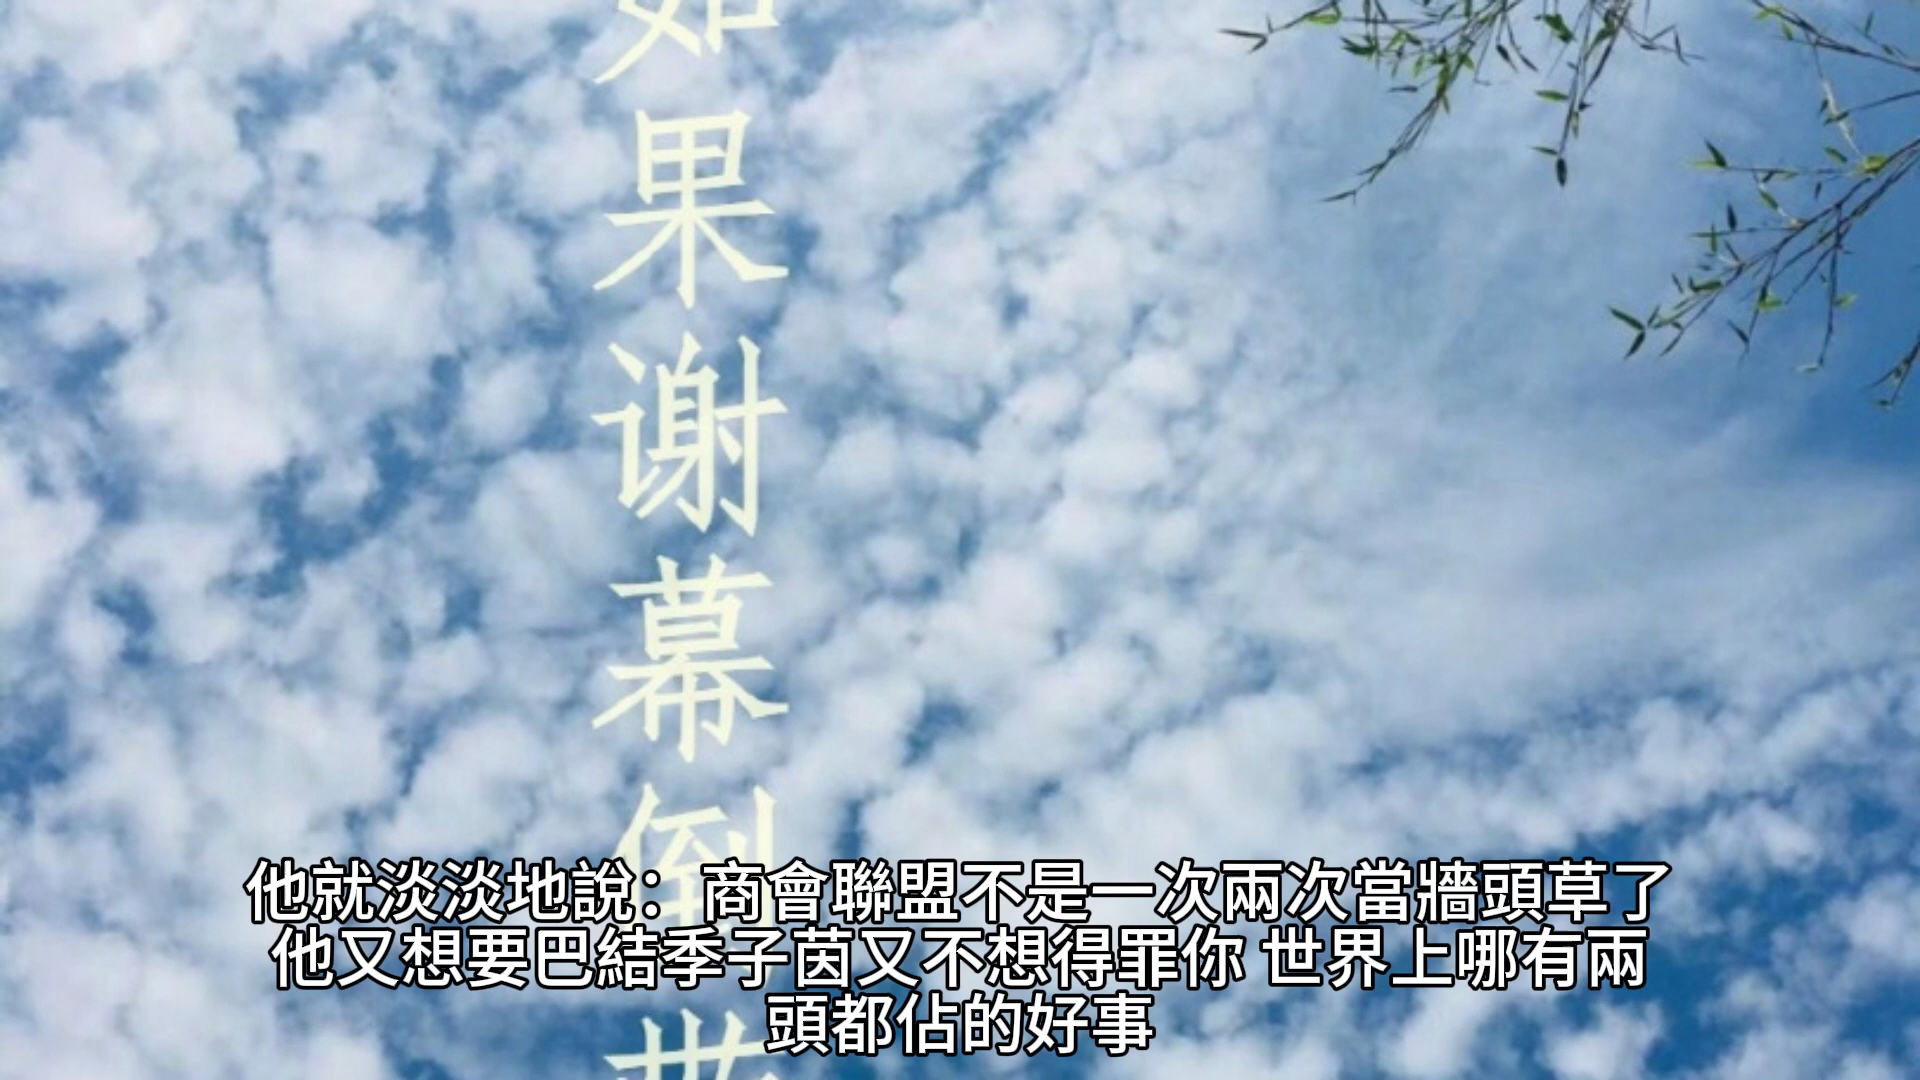 如果谢幕倒带
他就淡淡地說：商會聯盟不是一次兩次當牆頭草了
他又想要巴結季子茵又不想得罪你 世界上哪有兩
頭都佔的好事